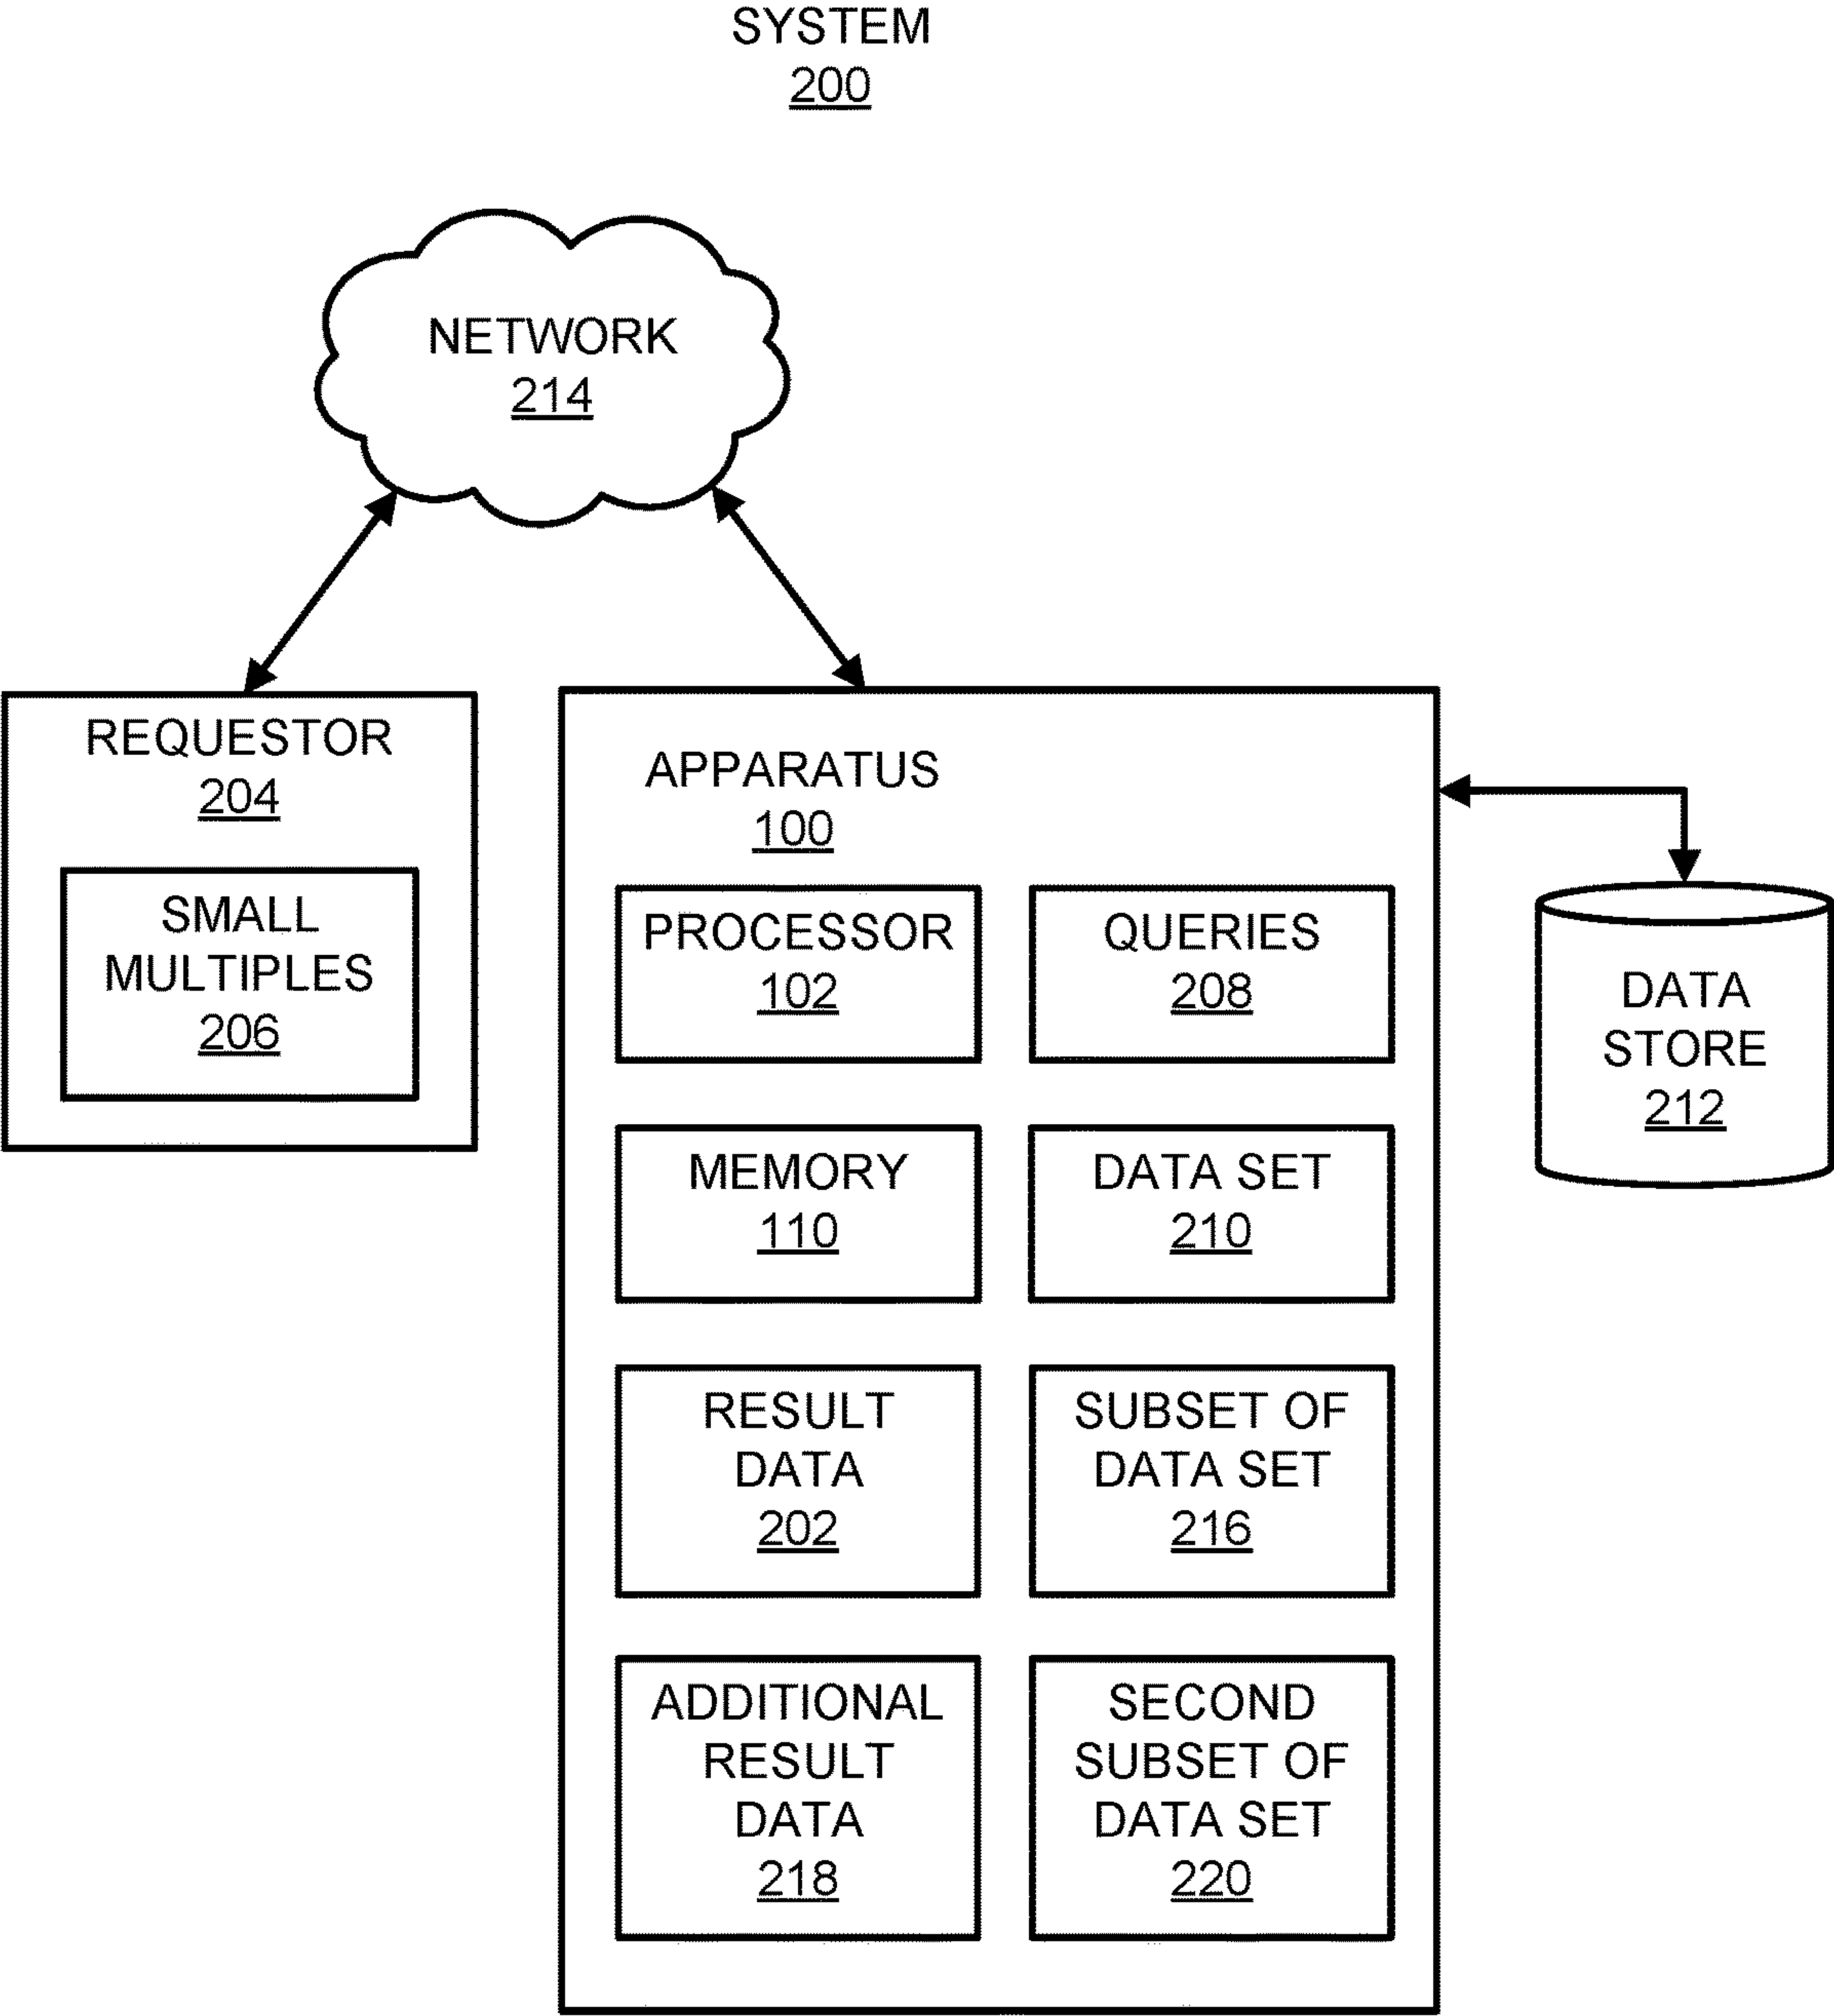 SYSTEM
200
NETWORK
214
REQUESTOR
204
SMALL
MULTIPLES
206
APPARATUS
100
PROCESSOR
102
QUERIES
208
MEMORY
110
DATA SET
210
RESULT
DATA
202
SUBSET OF
DATA SET
216
ADDITIONAL
RESULT
DATA
218
SECOND
SUBSET OF
DATA SET
220
DATA
STORE
212